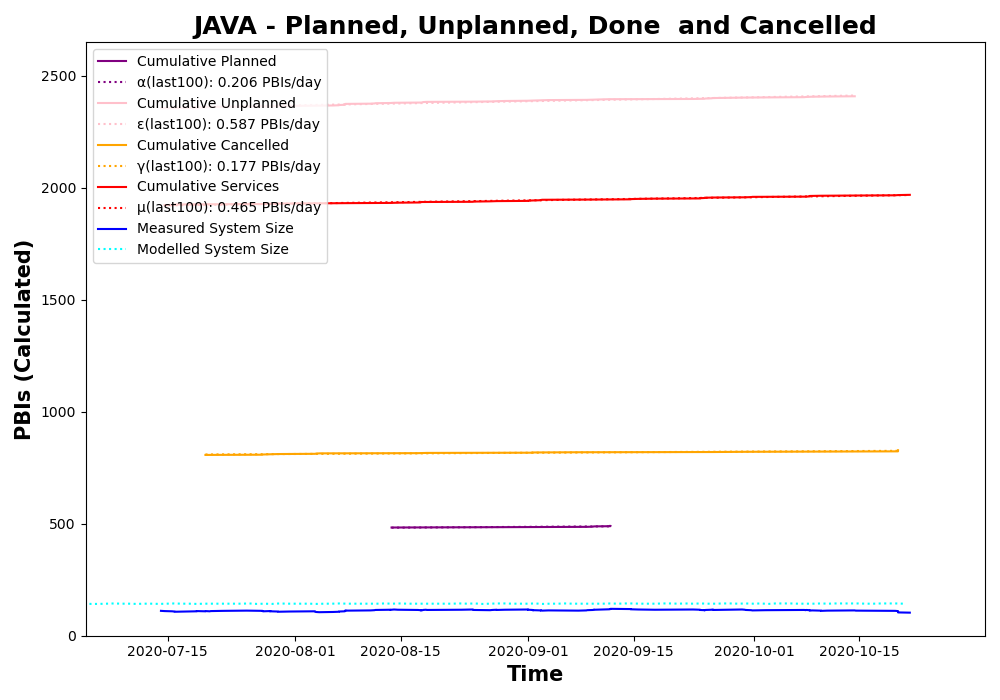 JAVA - Planned, Unplanned, Done  and Cancelled
PBIs (Calculated)
2500
2000
1500
1000
500
0
Cumulative Planned
α(last100): 0.206 PBIs/day
Cumulative Unplanned
ε(last100): 0.587 PBIs/day
Cumulative Cancelled
γ(last100): 0.177 PBIs/day
Cumulative Services
μ(last100): 0.465 PBIs/day
Measured System Size
Modelled System Size
2020-07-15 2020-08-01 2020-08-15 2020-09-01 2020-09-15 2020-10-01 2020-10-15
Time